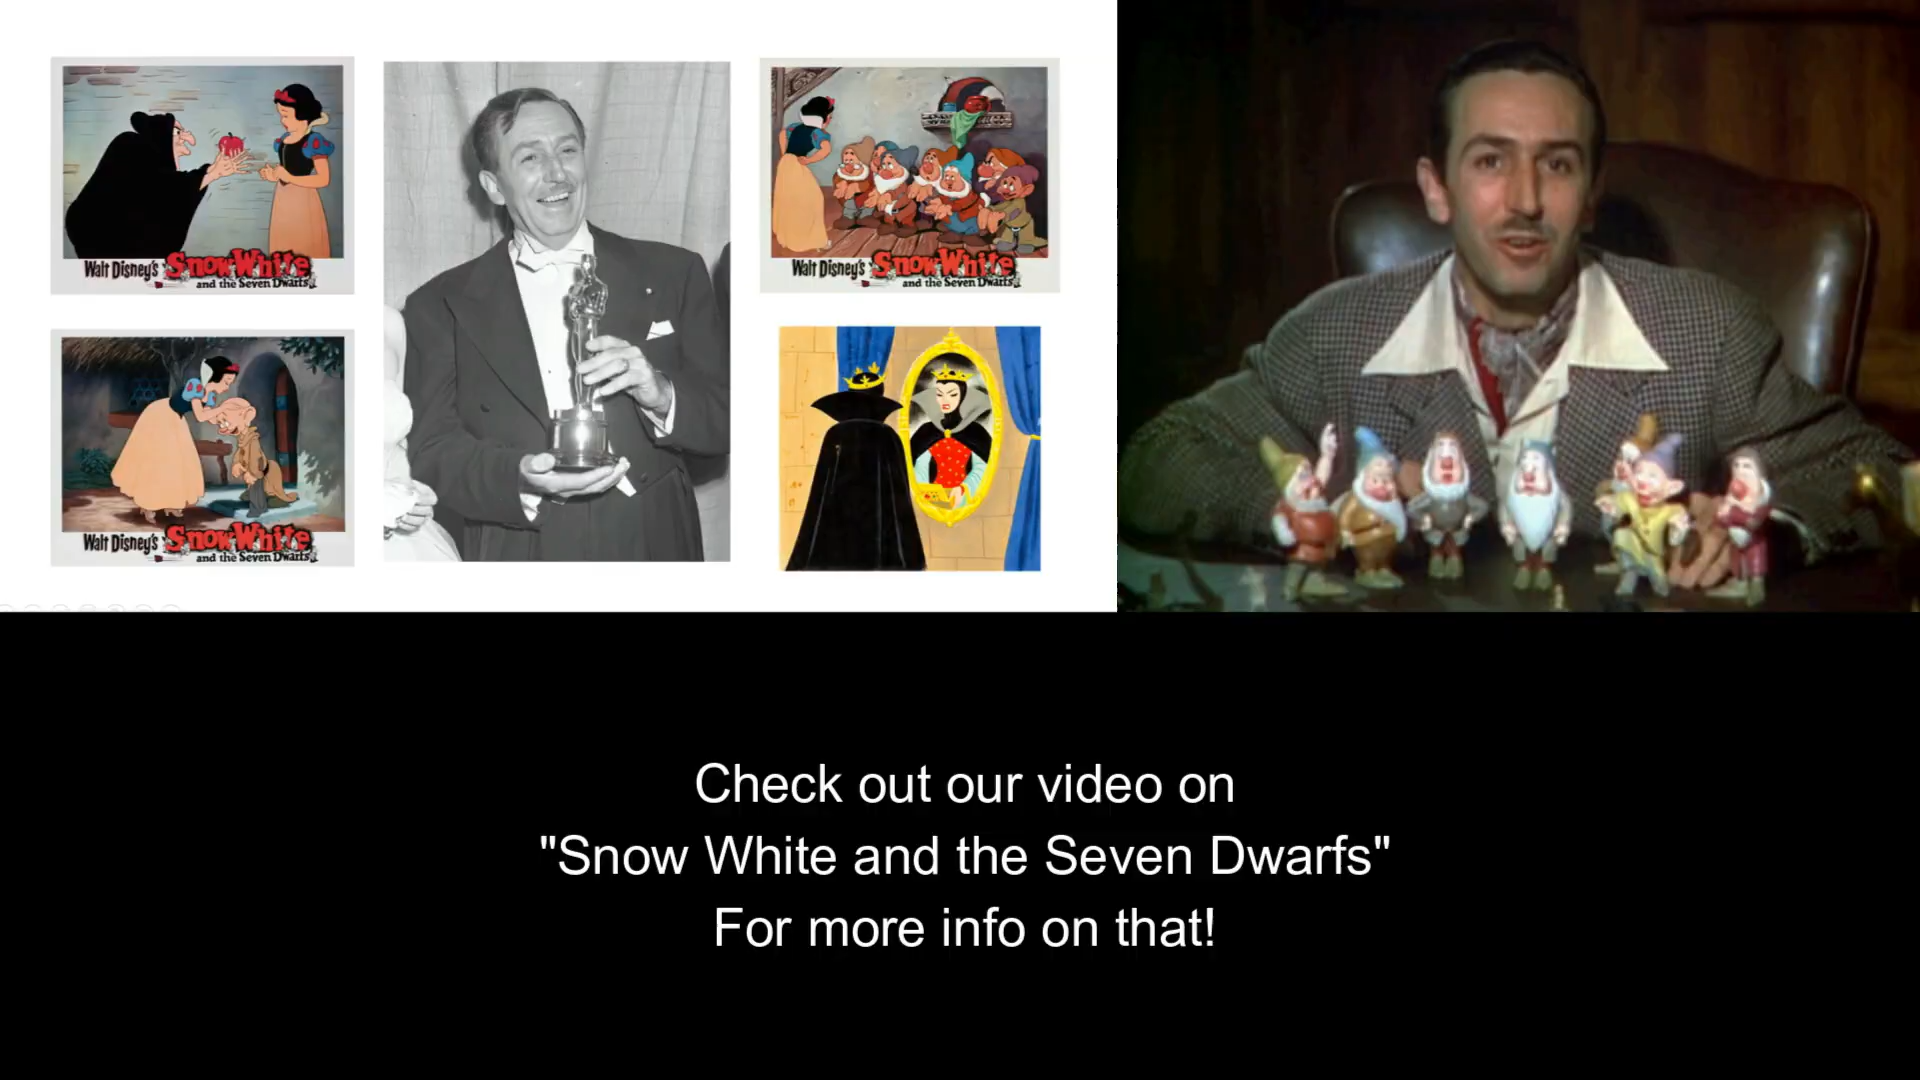 Walt Disney's Snow White
and the Seven Dwarfs
Walt Disney's Snow White
and the Seven Dwarfs
Walt Disney's Snow White
and the Seven Dwarfs
Check out our video on
"Snow White and the Seven Dwarfs"
For more info on that!